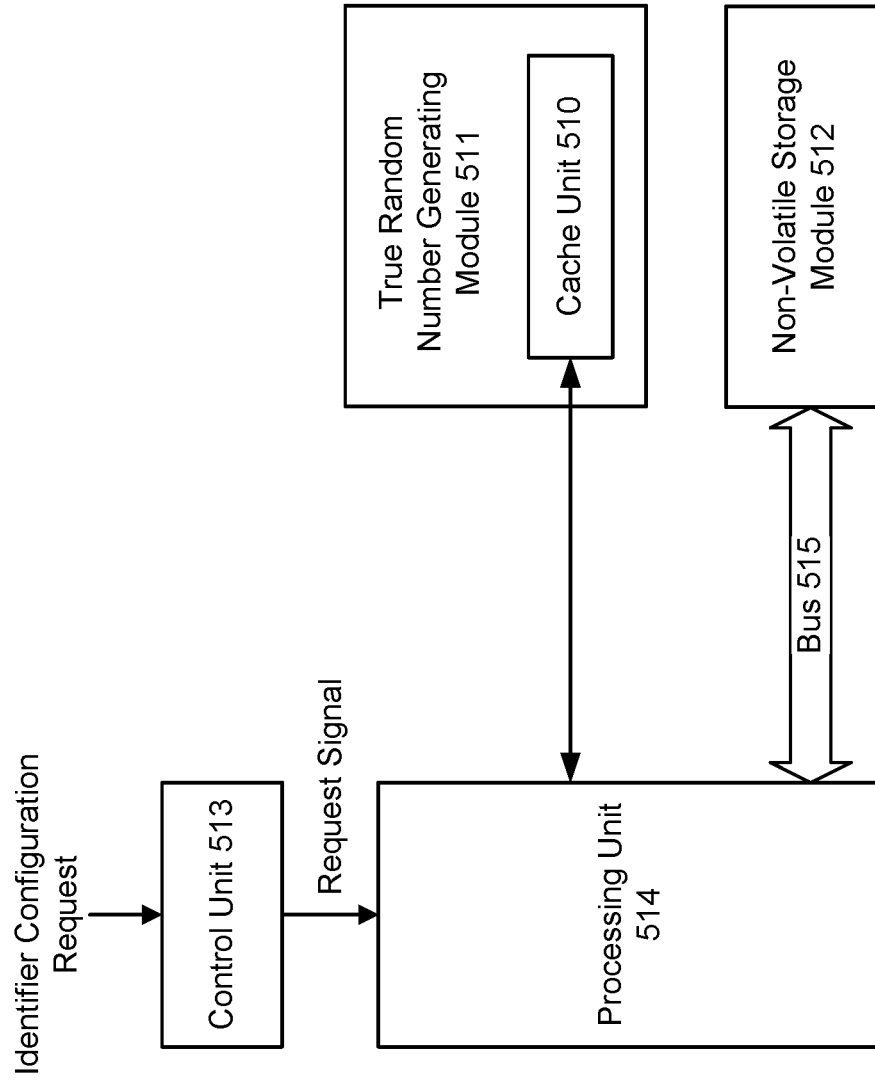 Identifier Configuration
Request
Control Unit 513
Request Signal
Processing Unit
514
True Random
Number Generating
Module 511
Cache Unit 510
Bus 515
Non-Volatile Storage
Module 512